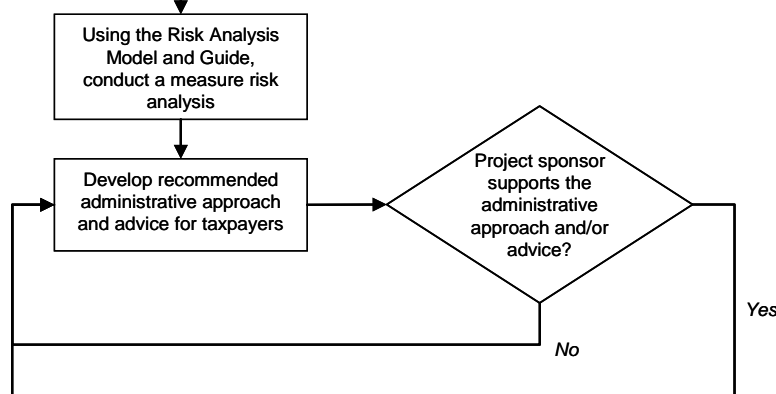 Using the Risk Analysis
Model and Guide,
conduct a measure risk
analysis
Develop recommended
administrative approach
and advice for taxpayers
Project sponsor
supports the
administrative
approach and/or
advice?
Yes
No